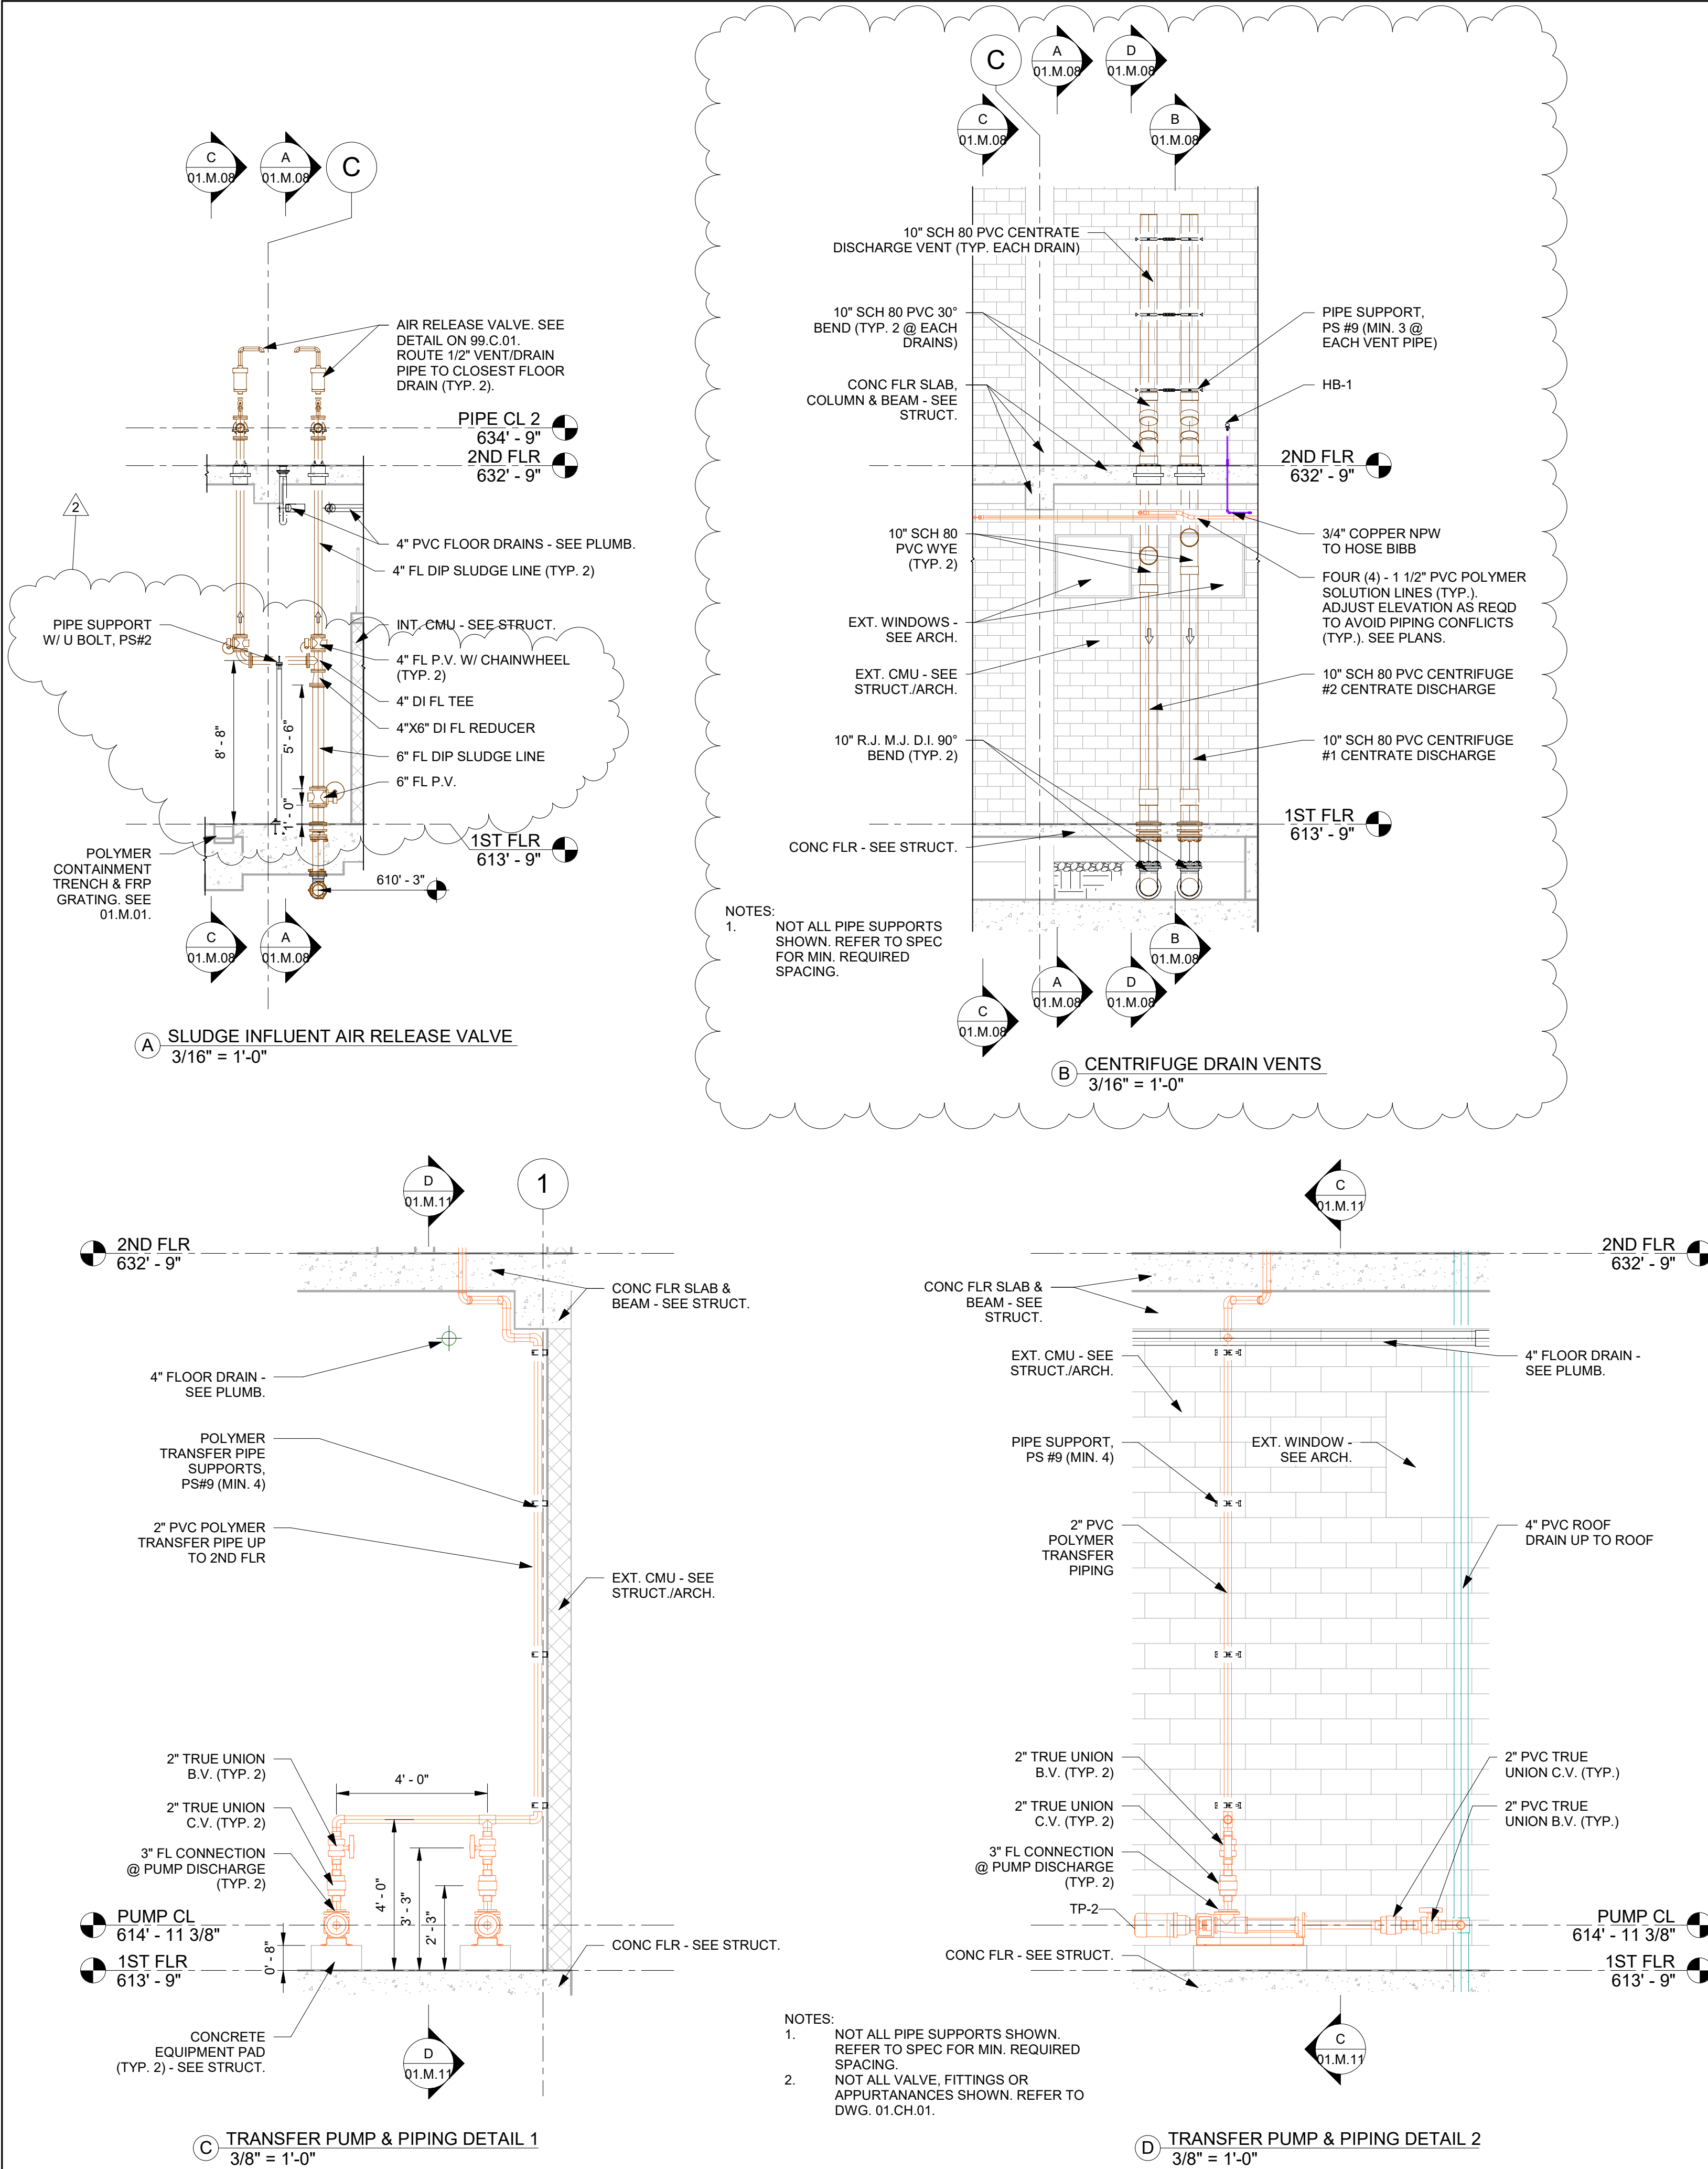 C
01.M.08
A
01.M.08
C
AIR RELEASE VALVE. SEE
DETAIL ON 99.C.01.
ROUTE 1/2" VENT/DRAIN
PIPE TO CLOSEST FLOOR
DRAIN (TYP. 2).
PIPE CL 2
634' - 9"
2ND FLR
632' - 9"
2
4" PVC FLOOR DRAINS - SEE PLUMB.
4" FL DIP SLUDGE LINE (TYP. 2)
PIPE SUPPORT
W/ U BOLT, PS#2
INT. CMU - SEE STRUCT.
4" FL P.V. W/ CHAINWHEEL
(TYP. 2)
4" DI FL TEE
4"X6" DI FL REDUCER
6" FL DIP SLUDGE LINE
6" FL P.V.
8' - 8"
5' - 6"
1' - 0"
1ST FLR
613' - 9"
POLYMER
CONTAINMENT
TRENCH & FRP
GRATING. SEE
01.M.01.
610' - 3"
C
01.M.08
A
01.M.08
A
SLUDGE INFLUENT AIR RELEASE VALVE
3/16" = 1'-0"
C
A
01.M.08
D
01.M.08
C
01.M.08
B
01.M.08
10" SCH 80 PVC CENTRATE
DISCHARGE VENT (TYP. EACH DRAIN)
10" SCH 80 PVC 30°
BEND (TYP. 2 @ EACH
DRAINS)
CONC FLR SLAB,
COLUMN & BEAM - SEE
STRUCT.
PIPE SUPPORT,
PS #9 (MIN. 3 @
EACH VENT PIPE)
HB-1
2ND FLR
632' - 9"
10" SCH 80
PVC WYE
(TYP. 2)
3/4" COPPER NPW
TO HOSE BIBB
FOUR (4) - 1 1/2" PVC POLYMER
SOLUTION LINES (TYP.).
ADJUST ELEVATION AS REQD
TO AVOID PIPING CONFLICTS
(TYP.). SEE PLANS.
EXT. WINDOWS -
SEE ARCH.
EXT. CMU - SEE
STRUCT./ARCH.
10" SCH 80 PVC CENTRIFUGE
#2 CENTRATE DISCHARGE
10" R.J. M.J. D.I. 90°
BEND (TYP. 2)
10" SCH 80 PVC CENTRIFUGE
#1 CENTRATE DISCHARGE
1ST FLR
613' - 9"
CONC FLR - SEE STRUCT.
NOTES:
1. NOT ALL PIPE SUPPORTS
SHOWN. REFER TO SPEC
FOR MIN. REQUIRED
SPACING.
B
01.M.08
A
01.M.08
D
01.M.08
C
01.M.08
B
CENTRIFUGE DRAIN VENTS
3/16" = 1'-0"
D
01.M.11
1
2ND FLR
632' - 9"
CONC FLR SLAB &
BEAM - SEE STRUCT.
4" FLOOR DRAIN -
SEE PLUMB.
POLYMER
TRANSFER PIPE
SUPPORTS,
PS#9 (MIN. 4)
2" PVC POLYMER
TRANSFER PIPE UP
TO 2ND FLR
EXT. CMU - SEE
STRUCT./ARCH.
2" TRUE UNION
B.V. (TYP. 2)
4' - 0"
2" TRUE UNION
C.V. (TYP. 2)
3" FL CONNECTION
@ PUMP DISCHARGE
(TYP. 2)
4' - 0"
3' - 3"
2' - 3"
PUMP CL
614' - 11 3/8"
0' - 8"
1ST FLR
613' - 9"
CONC FLR - SEE STRUCT.
CONCRETE
EQUIPMENT PAD
(TYP. 2) - SEE STRUCT.
D
01.M.11
C
TRANSFER PUMP & PIPING DETAIL 1
3/8" = 1'-0"
C
01.M.11
2ND FLR
632' - 9"
CONC FLR SLAB &
BEAM - SEE
STRUCT.
EXT. CMU - SEE
STRUCT./ARCH.
4" FLOOR DRAIN -
SEE PLUMB.
PIPE SUPPORT,
PS #9 (MIN. 4)
EXT. WINDOW -
SEE ARCH.
2" PVC
POLYMER
TRANSFER
PIPING
4" PVC ROOF
DRAIN UP TO ROOF
2" TRUE UNION
B.V. (TYP. 2)
2" PVC TRUE
UNION C.V. (TYP.)
2" TRUE UNION
C.V. (TYP. 2)
2" PVC TRUE
UNION B.V. (TYP.)
3" FL CONNECTION
@ PUMP DISCHARGE
(TYP. 2)
TP-2
PUMP CL
614' - 11 3/8"
CONC FLR - SEE STRUCT.
1ST FLR
613' - 9"
NOTES:
1. NOT ALL PIPE SUPPORTS SHOWN.
REFER TO SPEC FOR MIN. REQUIRED
SPACING.
2. NOT ALL VALVE, FITTINGS OR
APPURTANANCES SHOWN. REFER TO
DWG. 01.CH.01.
C
01.M.11
D
TRANSFER PUMP & PIPING DETAIL 2
3/8" = 1'-0"